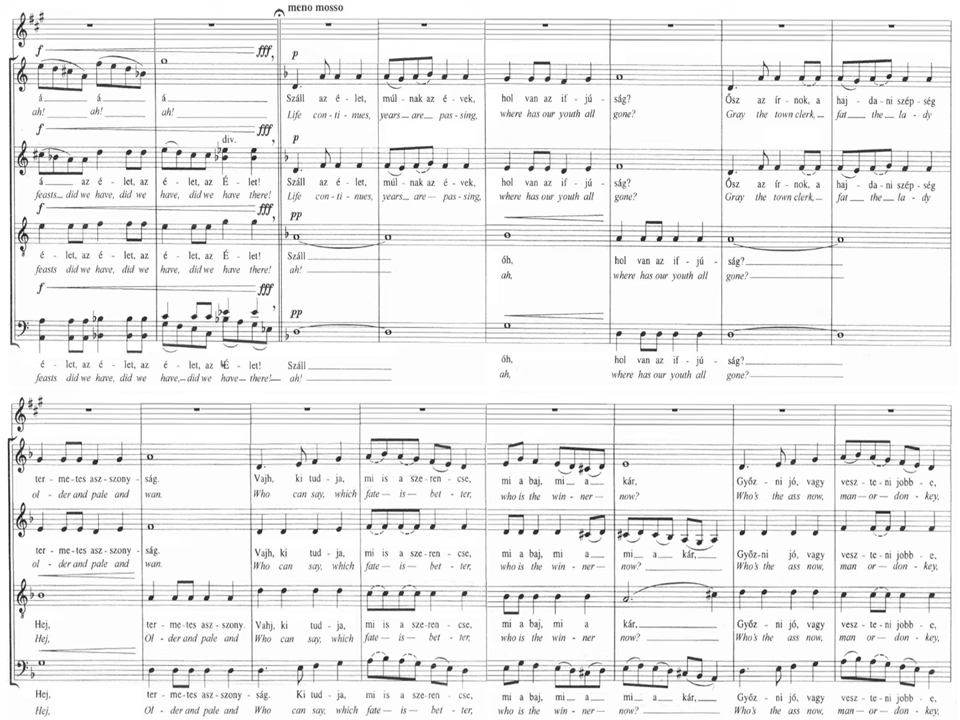 meno mosso
f fff
p
á á á Száll az é - let, múl - nak az é - vek, hol van az if - jú - ság? Ősz az ír - nok, a haj - da - ni szép - ség
ah! ah! ah! Life con - ti - nues, years are pas - sing, where has our youth all gone? Gray the town clerk, fat the la - dy
f div. fff
p
á az é - let, az é - let, az É - let! Száll az é - let, múl - nak az é - vek, hol van az if - jú - ság? Ősz az ír - nok, a haj - da - ni szép - ség
feasts did we have, did we have, did we have there! Life con - ti - nues, years are pas - sing, where has our youth all gone? Gray the town clerk, fat the la - dy
f fff
pp
é - let, az é - let, az é - let, az É - let! Száll óh, hol van az if - jú - ság?
feasts did we have, did we have, did we have there! ah! ah, where has our youth all gone?
f fff
pp
é - let, az é - let, az é - let, az É - let! Száll óh, hol van az if - jú - ság?
feasts did we have, did we have, did we have there! ah! ah, where has our youth all gone?
ter - me - tes asz - szony - ság. Vajh, ki tud - ja, mi is a sze - ren - cse, mi a baj, mi a kár, Győz - ni jó, vagy vesz - te - ni jobb - e,
ol - der and pale and wan. Who can say, which fate - is - bet - ter, who is the win - ner now? Who's the ass now, man - or - don - key,
ter - me - tes asz - szony - ság. Vajh, ki tud - ja, mi is a sze - ren - cse, mi a baj, mi a mi a kár, Győz - ni jó, vagy vesz - te - ni jobb - e,
ol - der and pale and wan. Who can say, which fate - is - bet - ter, who is the win - ner now? Who's the ass now, man - or - don - key,
Hej, ter - me - tes asz - szony. Vahj, ki tud - ja, mi is a sze - ren - cse, mi a baj, mi a kár, Győz - ni jó, vagy vesz - te - ni jobb - e,
Hej, Ol - der and pale and Who can say, which fate - is - bet - ter, who is the win - ner now? Who's the ass now, man or - don - key,
Hej, ter - me - tes asz - szony - ság. Ki tud - ja, mi is a sze - ren - cse, mi a baj, mi a kár, Győz - ni jó, vagy vesz - te - ni jobb - e,
Hej, Ol - der and pale and Who can say, which fate - is - bet - ter, who is the win - ner now? Who's the ass now, man - or - don - key,